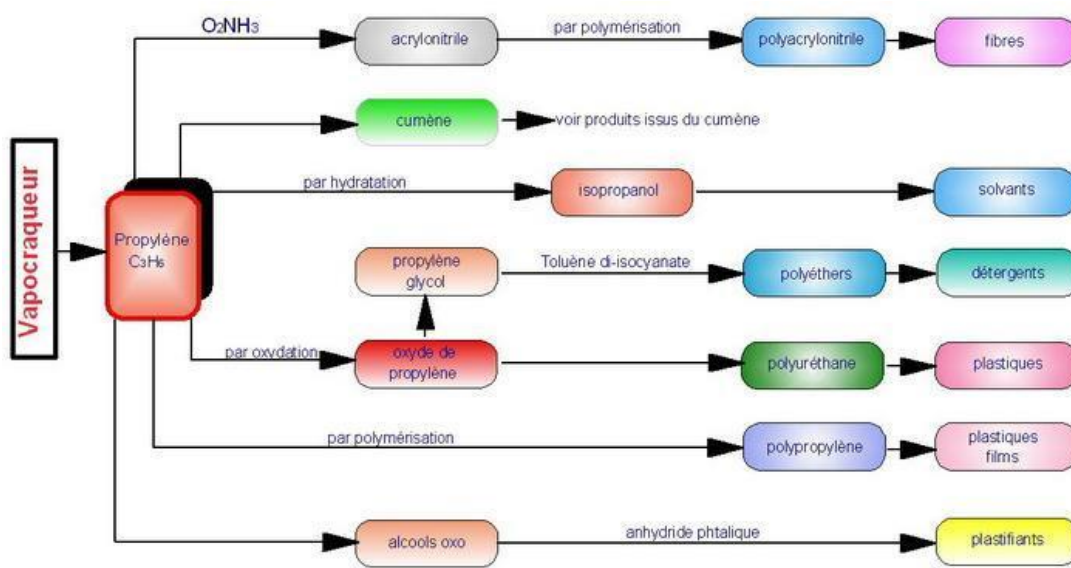 O₂NH₃
acrylonitrile
par polymérisation
polyacrylonitrile
fibres
cumène
voir produits issus du cumène
Vapocraqueur
par hydratation
isopropanol
solvants
Propyléne
C₃H₆
propylène
glycol
Toluène di-isocyanate
polyéthers
détergents
par oxydation
oxyde de
propylène
polyuréthane
plastiques
par polymérisation
polypropylène
plastiques
films
alcools oxo
anhydride phtalique
plastifiants